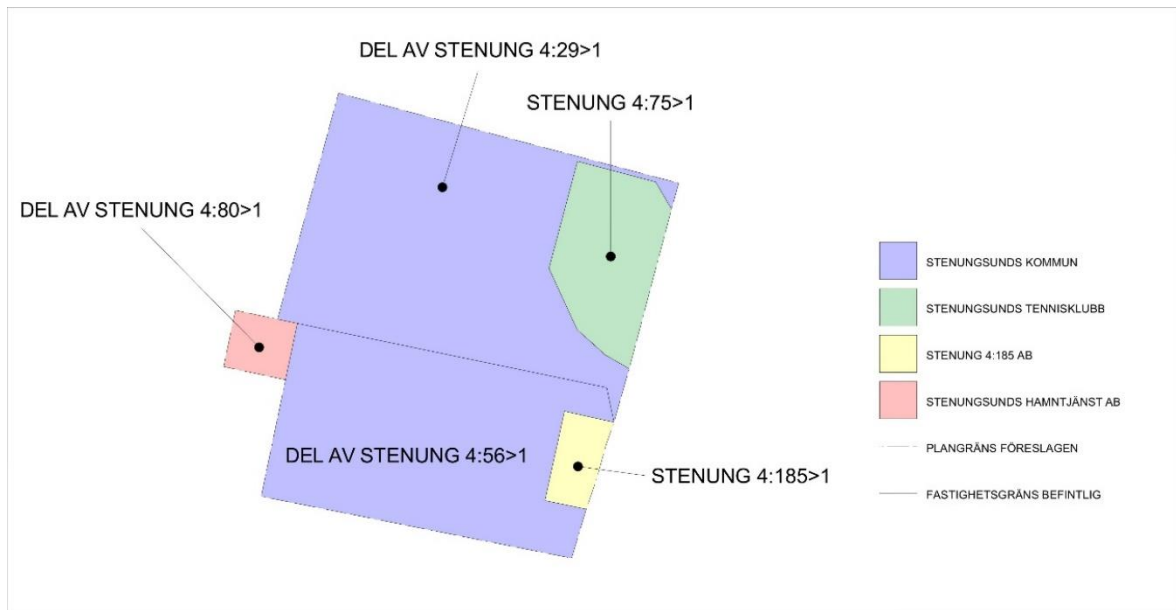 DEL AV STENUNG 4:29>1
STENUNG 4:75>1
DEL AV STENUNG 4:80>1
DEL AV STENUNG 4:56>1
STENUNG 4:185>1
STENUNGSUNDS KOMMUN
STENUNGSUNDS TENNISKLUBB
STENUNG 4:185 AB
STENUNGSUNDS HAMNTJÄNST AB
PLANGRÄNS FÖRESLAGEN
FASTIGHETSGRÄNS BEFINTLIG